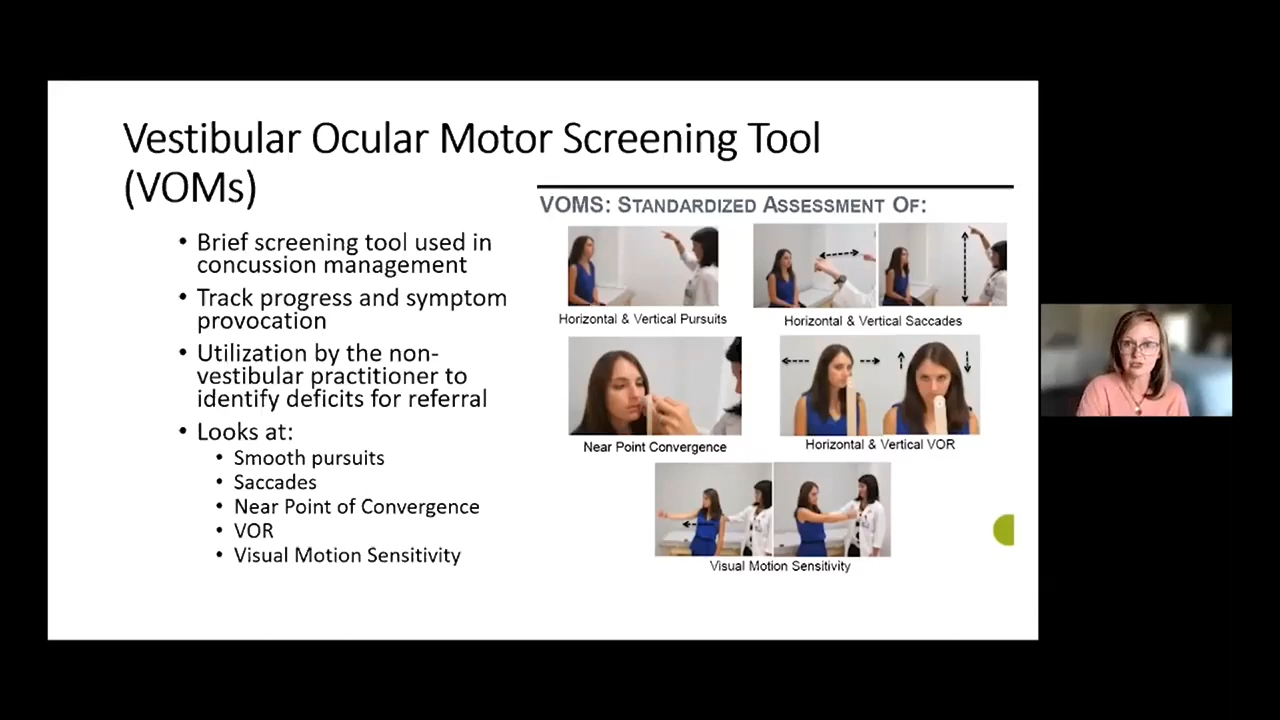 Vestibular Ocular Motor Screening Tool
(VOMs)
• Brief screening tool used in
concussion management
• Track progress and symptom
provocation
• Utilization by the non-
vestibular practitioner to
identify deficits for referral
• Looks at:
• Smooth pursuits
• Saccades
• Near Point of Convergence
• VOR
• Visual Motion Sensitivity
VOMS: STANDARDIZED ASSESSMENT OF:
Horizontal & Vertical Pursuits
Horizontal & Vertical Saccades
Near Point Convergence
Horizontal & Vertical VOR
Visual Motion Sensitivity